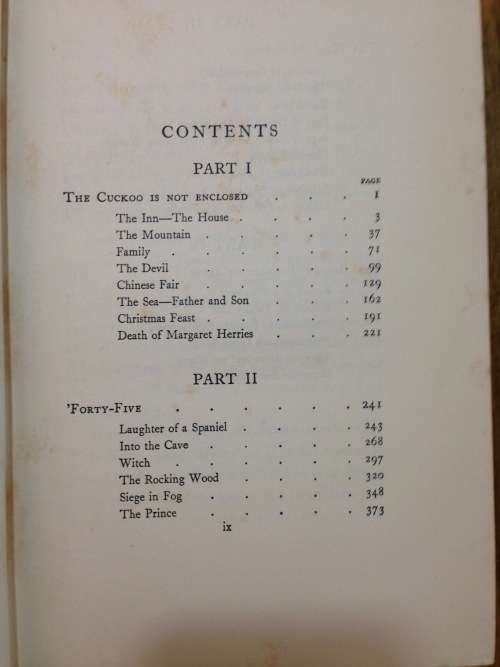 CONTENTS
PART I
PAGE
THE CUCKOO IS NOT ENCLOSED . . . 1
The Inn—The House . . . . 3
The Mountain . . . . . 37
Family . . . . . . 71
The Devil . . . . . 99
Chinese Fair . . . . . 129
The Sea—Father and Son . . . 162
Christmas Feast . . . . . 191
Death of Margaret Herries . . . 221
PART II
'FORTY-FIVE . . . . . . 241
Laughter of a Spaniel . . . . 243
Into the Cave . . . . . 268
Witch . . . . . . 297
The Rocking Wood . . . . 320
Siege in Fog . . . . . 348
The Prince . . . . . 373
ix